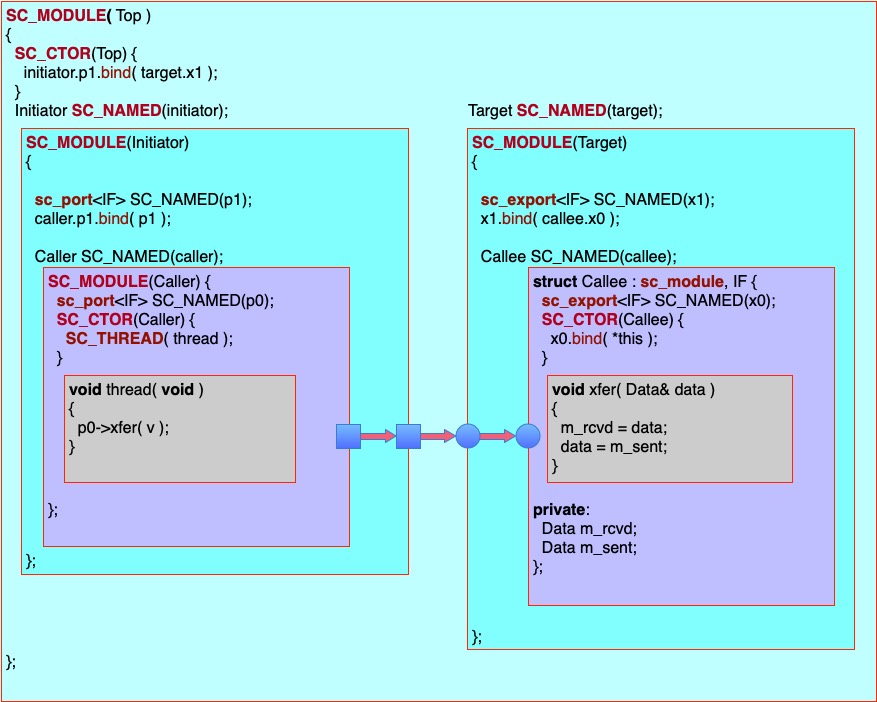 SC_MODULE( Top )
{
SC_CTOR(Top) {
initiator.p1.bind( target.x1 );
}
Initiator SC_NAMED(initiator);
SC_MODULE(Initiator)
{
sc_port<IF> SC_NAMED(p1);
caller.p1.bind( p1 );
Caller SC_NAMED(caller);
SC_MODULE(Caller) {
sc_port<IF> SC_NAMED(p0);
SC_CTOR(Caller) {
SC_THREAD( thread );
}
void thread( void )
{
p0->xfer( v );
}
};
};
Target SC_NAMED(target);
SC_MODULE(Target)
{
sc_export<IF> SC_NAMED(x1);
x1.bind( callee.x0 );
Callee SC_NAMED(callee);
struct Callee : sc_module, IF {
sc_export<IF> SC_NAMED(x0);
SC_CTOR(Callee) {
x0.bind( *this );
}
void xfer( Data& data )
{
m_rcvd = data;
data = m_sent;
}
private:
Data m_rcvd;
Data m_sent;
};
};
};